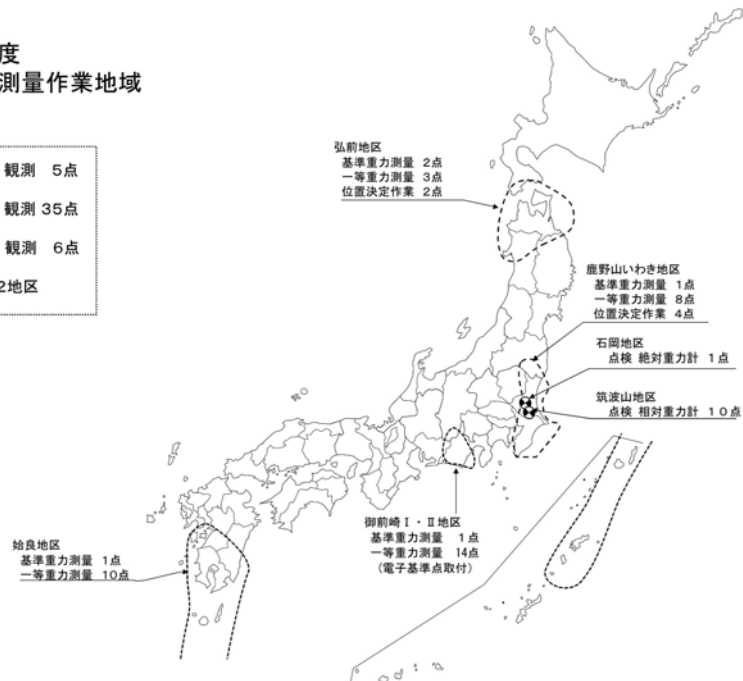 度
測量作業地域
観測 5点
観測 35点
観測 6点
2地区
弘前地区
基準重力測量 2点
一等重力測量 3点
位置決定作業 2点
鹿野山いわき地区
基準重力測量 1点
一等重力測量 8点
位置決定作業 4点
石岡地区
点検 絶対重力計 1点
筑波山地区
点検 相対重力計 10点
御前崎Ⅰ・Ⅱ地区
基準重力測量 1点
一等重力測量 14点
(電子基準点取付)
姶良地区
基準重力測量 1点
一等重力測量 10点